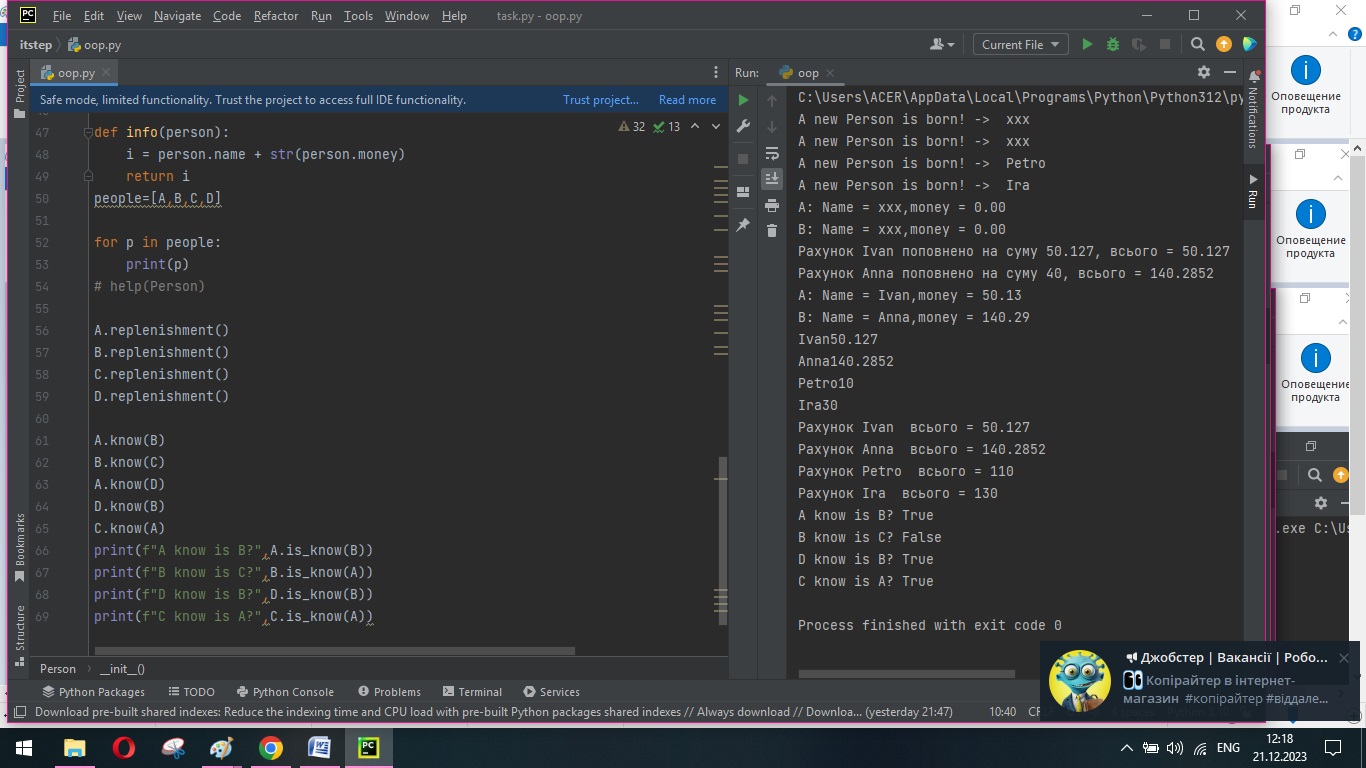 PC File Edit View Navigate Code Refactor Run Tools Window Help task.py - oop.py
itstep oop.py Current File
Project
oop.py
Safe mode, limited functionality. Trust the project to access full IDE functionality. Trust project... Read more
32 13
47 def info(person):
48 i = person.name + str(person.money)
49 return i
50 people=[A,B,C,D]
51
52 for p in people:
53 print(p)
54 # help(Person)
55
56 A.replenishment()
57 B.replenishment()
58 C.replenishment()
59 D.replenishment()
60
61 A.know(B)
62 B.know(C)
63 A.know(D)
64 D.know(B)
65 C.know(A)
66 print(f"A know is B?",A.is_know(B))
67 print(f"B know is C?",B.is_know(A))
68 print(f"D know is B?",D.is_know(B))
69 print(f"C know is A?",C.is_know(A))
Bookmarks
Structure
Person __init__()
Run: oop
C:\Users\ACER\AppData\Local\Programs\Python\Python312\py
A new Person is born! -> xxx
A new Person is born! -> xxx
A new Person is born! -> Petro
A new Person is born! -> Ira
A: Name = xxx,money = 0.00
B: Name = xxx,money = 0.00
Рахунок Ivan поповнено на суму 50.127, всього = 50.127
Рахунок Anna поповнено на суму 40, всього = 140.2852
A: Name = Ivan,money = 50.13
B: Name = Anna,money = 140.29
Ivan50.127
Anna140.2852
Petro10
Ira30
Рахунок Ivan всього = 50.127
Рахунок Anna всього = 140.2852
Рахунок Petro всього = 110
Рахунок Ira всього = 130
A know is B? True
B know is C? False
D know is B? True
C know is A? True
Process finished with exit code 0
Notifications
Run
Оповещение
продукта
Оповещение
продукта
Оповещение
продукта
.exe C:\Us
Джобстер | Вакансії | Робо...
Копірайтер в інтернет-
магазин #копірайтер #віддале...
Python Packages TODO Python Console Problems Terminal Services
Download pre-built shared indexes: Reduce the indexing time and CPU load with pre-built Python packages shared indexes // Always download // Downloa... (yesterday 21:47) 10:40
PC ENG 12:18
21.12.2023